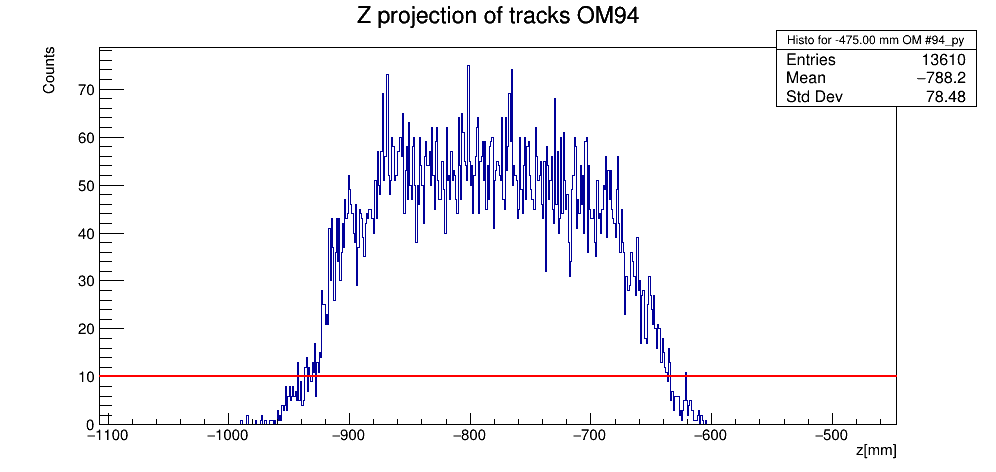 Z projection of tracks OM94
Histo for -475.00 mm OM #94_py
Entries 13610
Mean −788.2
Std Dev 78.48
Counts
70
60
50
40
30
20
10
0
−1100 −1000 −900 −800 −700 −600 −500
z[mm]